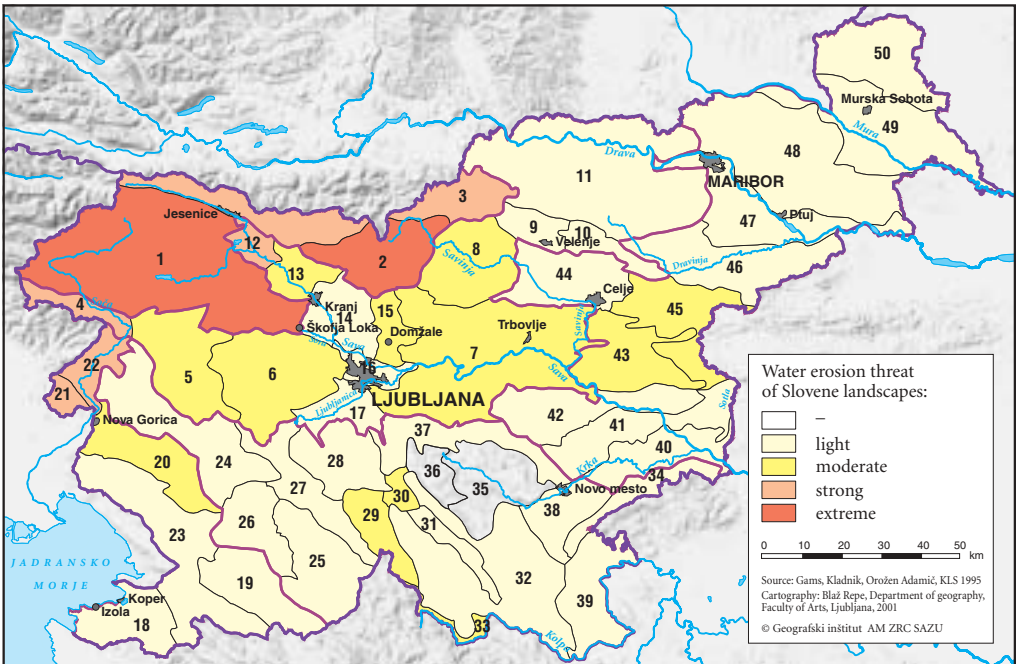 50
Murska Sobota
49
Mura
48
Drava
11
MARIBOR
3
Jesenice
47
Ptuj
9
10
Velenje
12
8
1
2
Savinja
46
Dravinja
13
44
Celje
4
Soča
Kranj
14
15
Savinja
45
Škofja Loka
Domžale
Trbovlje
Sora
Sava
7
43
22
16
5
6
Sava
21
Ljubljanica
LJUBLJANA
Sotla
17
42
Nova Gorica
41
37
40
20
24
28
36
Krka
34
27
35
Novo mesto
30
38
29
31
26
23
25
32
19
39
JADRANSKO
MORJE
Koper
Izola
18
33
Kolpa
Water erosion threat
of Slovene landscapes:
–
light
moderate
strong
extreme
0 10 20 30 40 50
km
Source: Gams, Kladnik, Orožen Adamič, KLS 1995
Cartography: Blaž Repe, Department of geography,
Faculty of Arts, Ljubljana, 2001
© Geografski inštitut AM ZRC SAZU